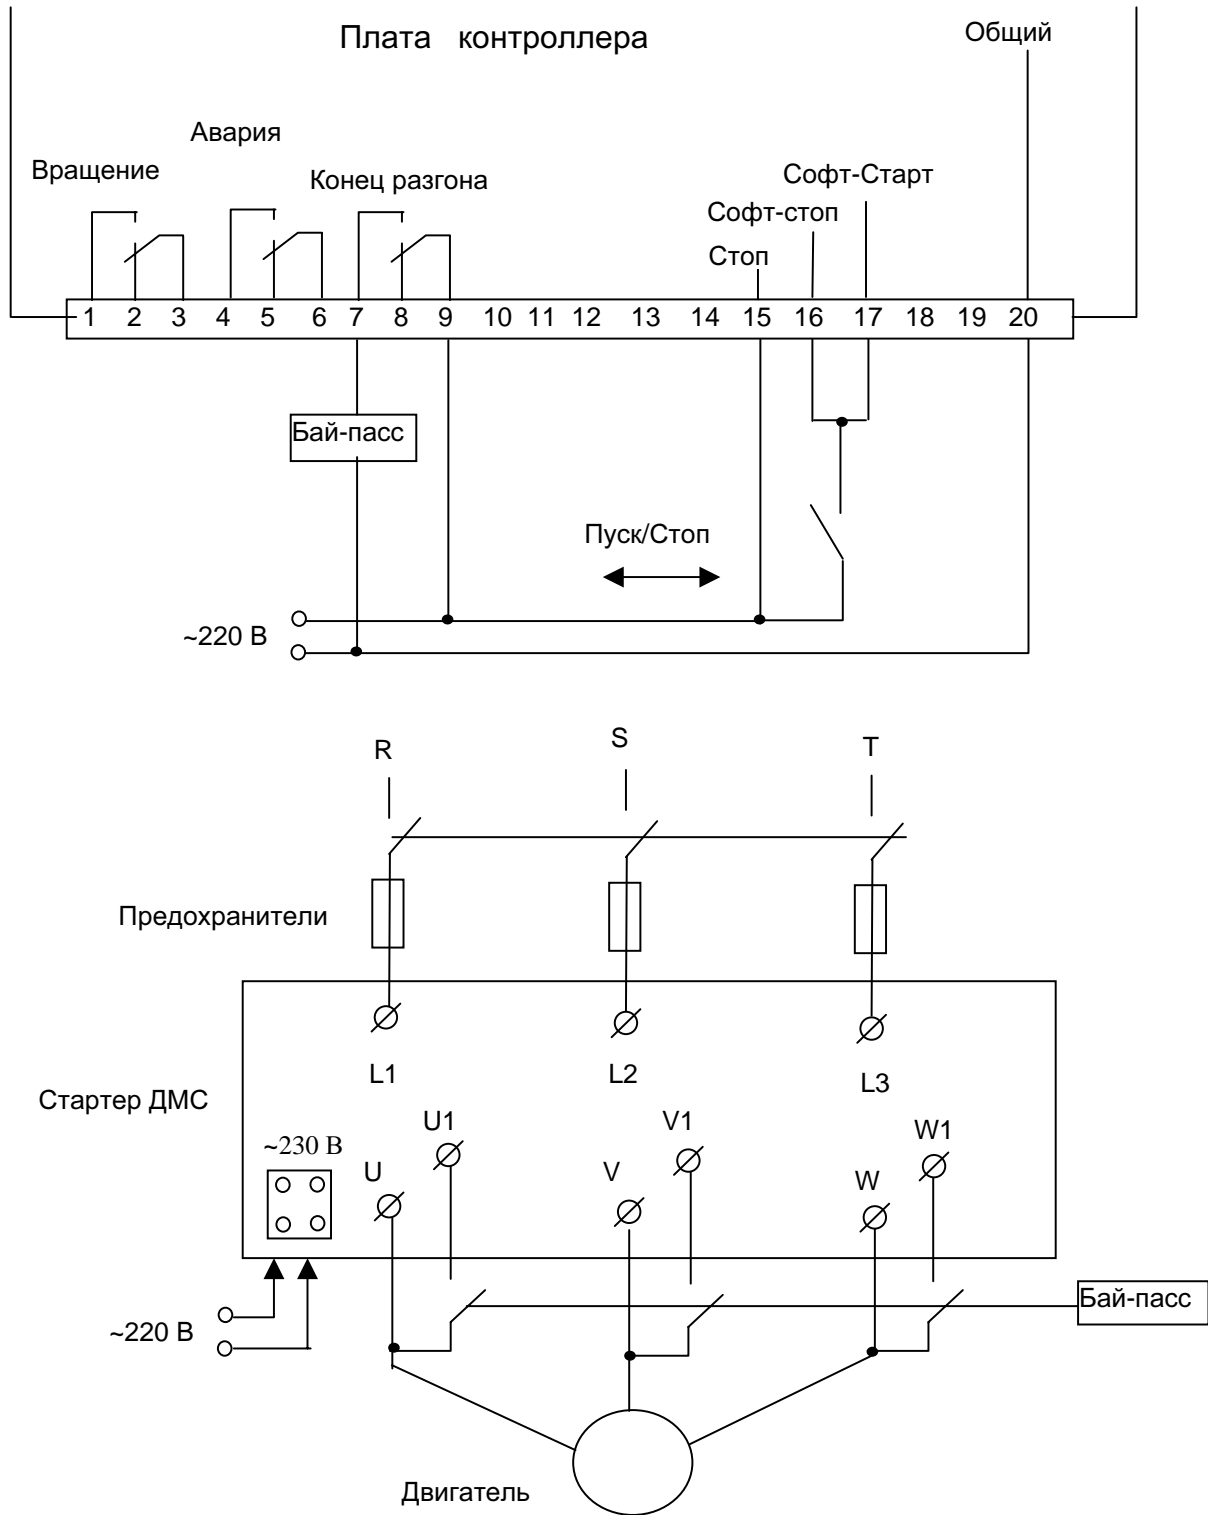 Плата контроллера
Общий
Авария
Вращение
Конец разгона
Софт-Старт
Софт-стоп
Стоп
1 2 3 4 5 6 7 8 9 10 11 12 13 14 15 16 17 18 19 20
Бай-пасс
Пуск/Стоп
~220 В
R S T
Предохранители
L1 L2 L3
Стартер ДМС
~230 В
U1 V1 W1
U V W
Бай-пасс
~220 В
Двигатель